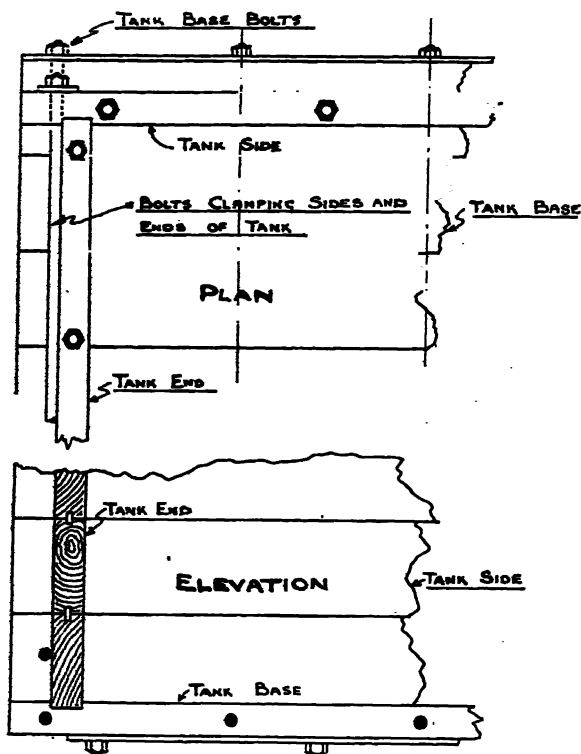 TANK BASE BOLTS
TANK SIDE
BOLTS CLAMPING SIDES AND
ENDS OF TANK
TANK BASE
PLAN
TANK END
TANK END
ELEVATION
TANK SIDE
TANK BASE